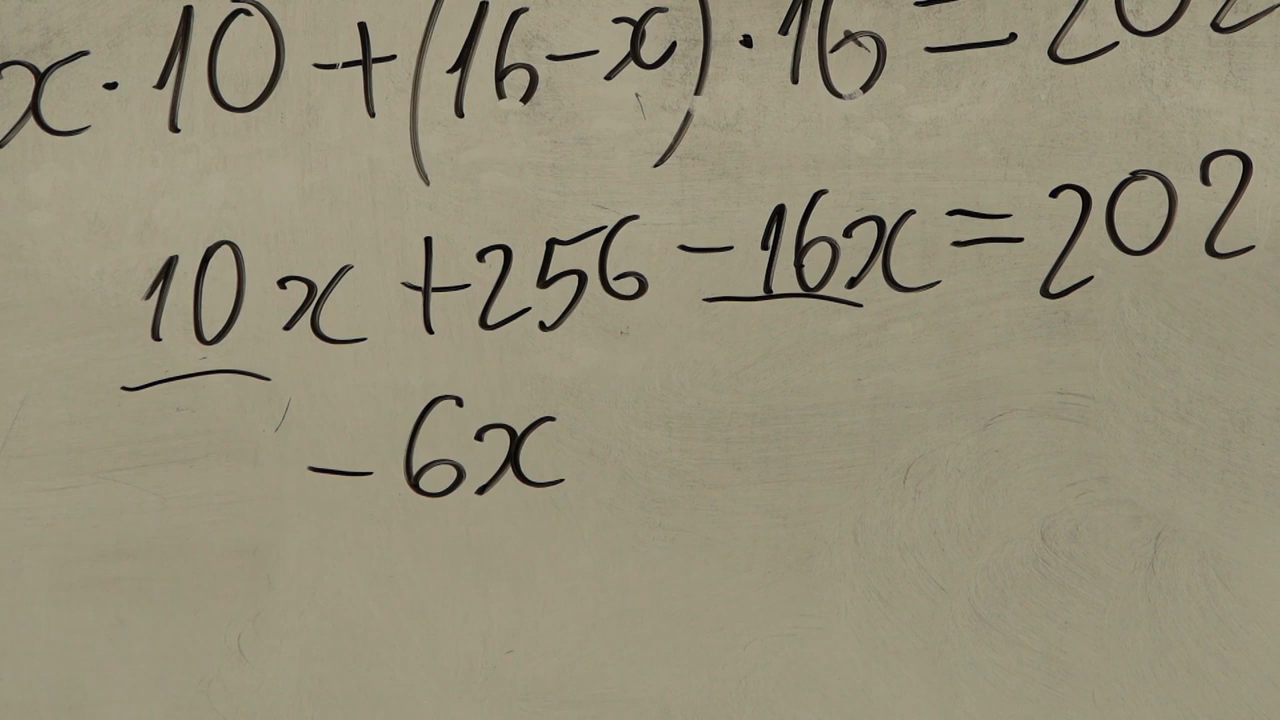 x · 10 + (16 - x) · 16 = 202
10x + 256 - 16x = 202
- 6x